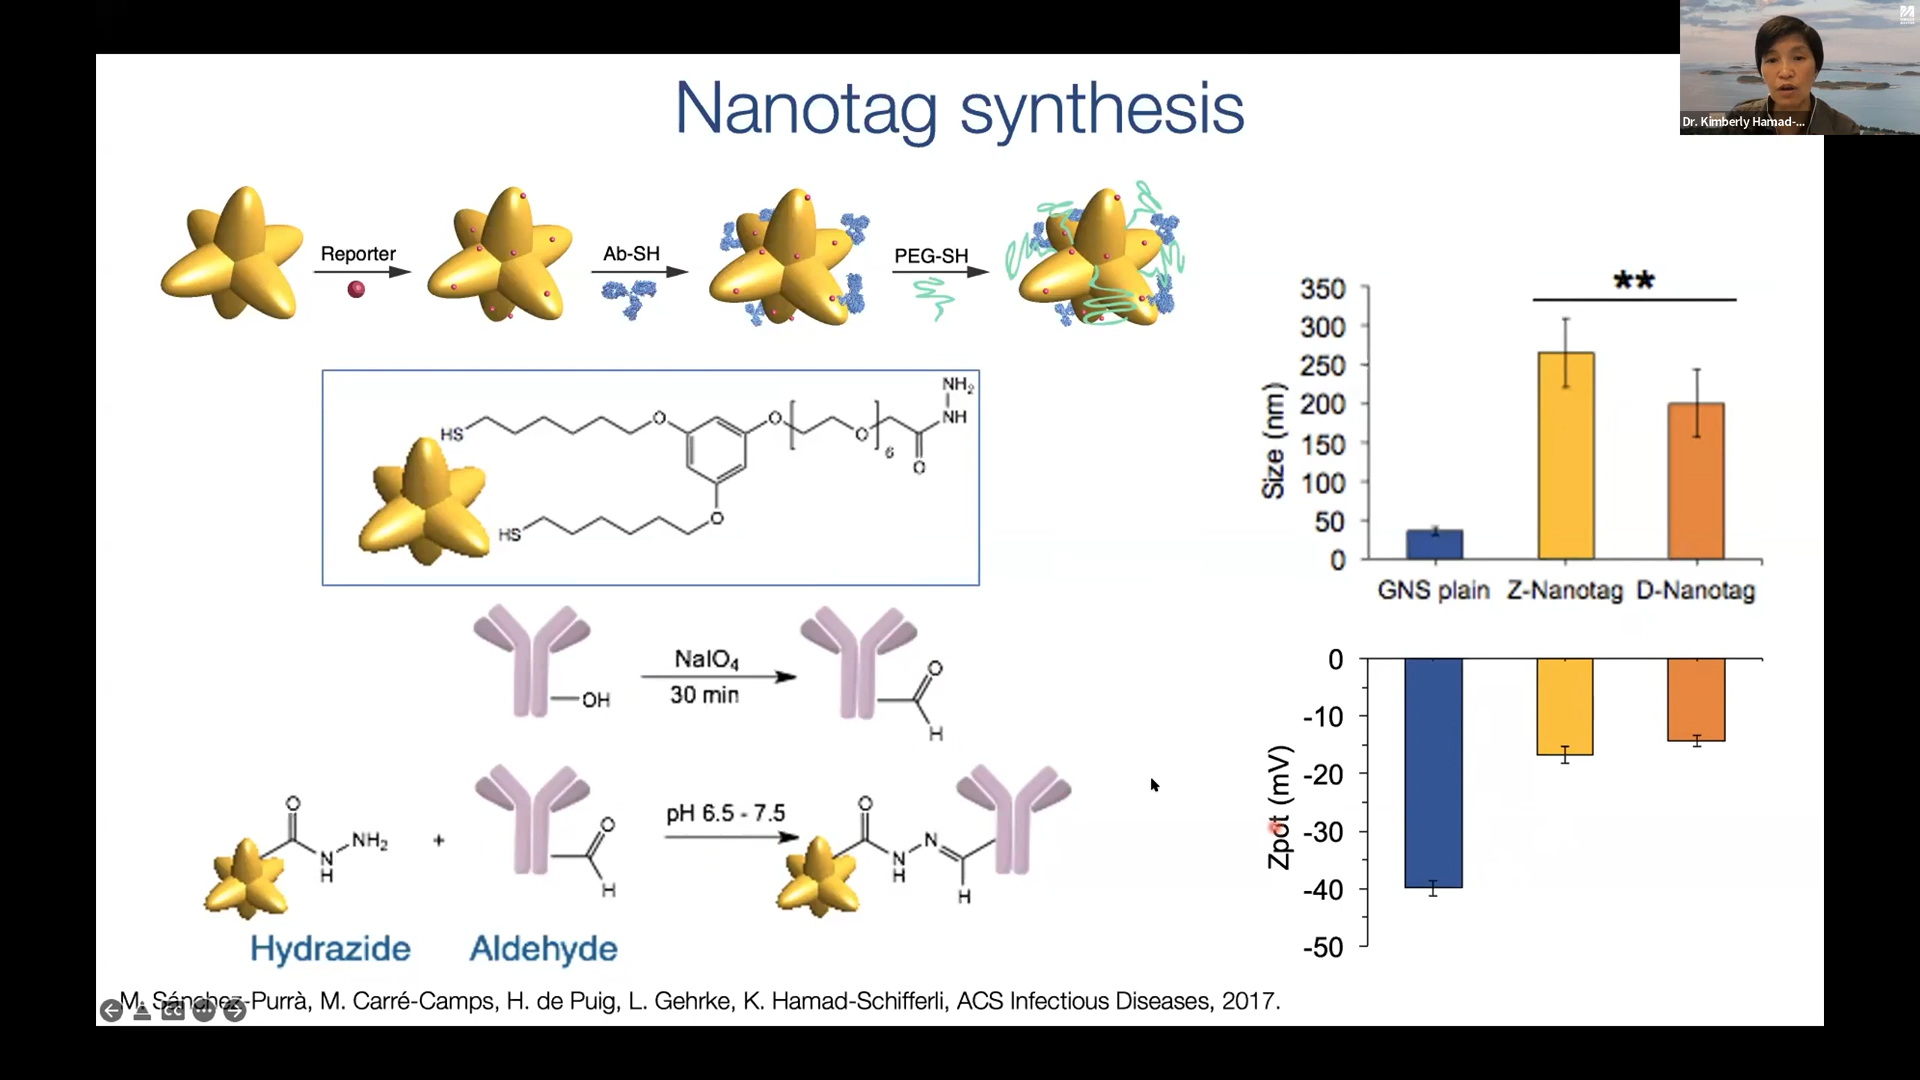 Dr. Kimberly Hamad-...
Nanotag synthesis
Reporter
Ab-SH
PEG-SH
HS
O
O
O
6
O
NH
NH₂
HS
O
OH
NaIO₄
30 min
O
H
O
N
H
NH₂
+
O
H
pH 6.5 - 7.5
O
N
H
N
H
Hydrazide
Aldehyde
**
Size (nm)
350
300
250
200
150
100
50
0
GNS plain
Z-Nanotag
D-Nanotag
Zpot (mV)
0
-10
-20
-30
-40
-50
M. Sánchez-Purrà, M. Carré-Camps, H. de Puig, L. Gehrke, K. Hamad-Schifferli, ACS Infectious Diseases, 2017.
CC